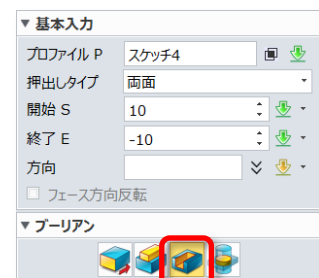 ▼ 基本入力
プロファイル P スケッチ4
押出しタイプ 両面
開始 S 10
終了 E -10
方向
フェース方向反転
▼ ブーリアン